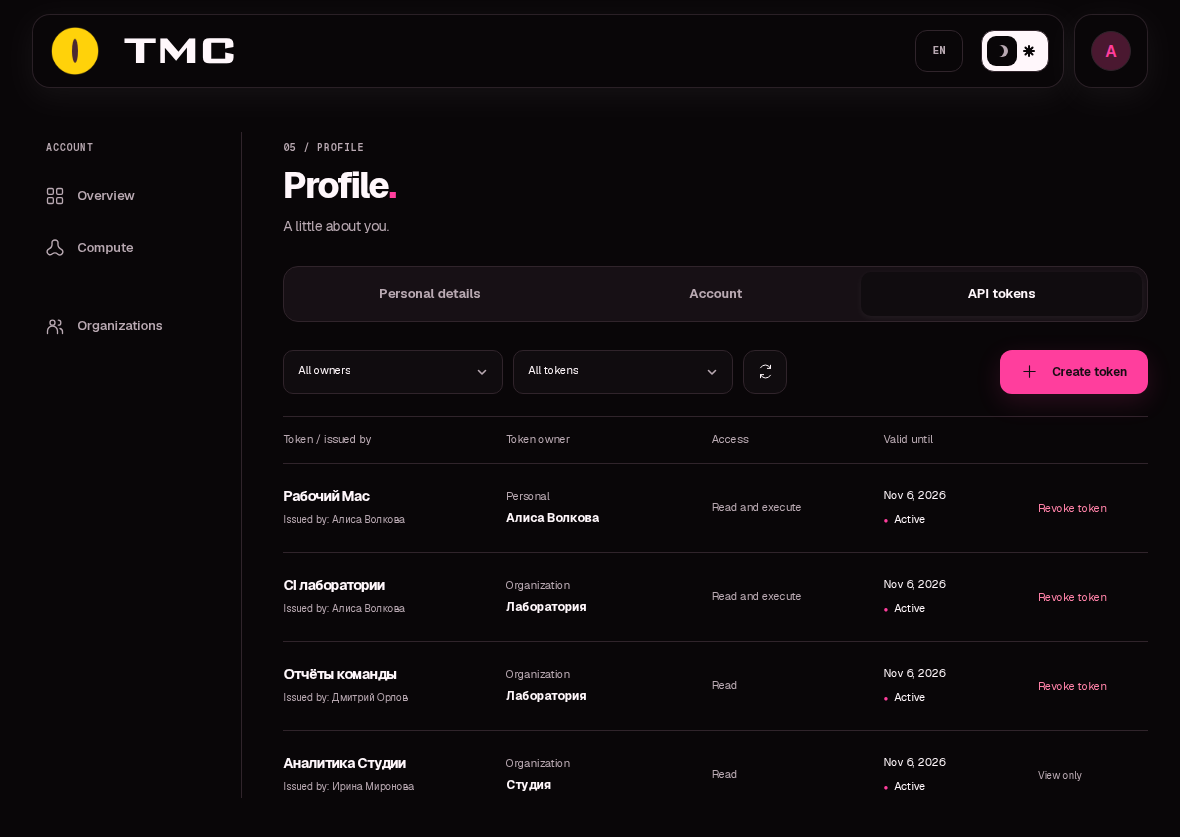 TMC
EN
A
ACCOUNT
Overview
Compute
Organizations
05 / PROFILE
Profile.
A little about you.
Personal details
Account
API tokens
All owners
All tokens
Create token
Token / issued by
Token owner
Access
Valid until
Рабочий Mac
Issued by: Алиса Волкова
Personal
Алиса Волкова
Read and execute
Nov 6, 2026
Active
Revoke token
CI лаборатории
Issued by: Алиса Волкова
Organization
Лаборатория
Read and execute
Nov 6, 2026
Active
Revoke token
Отчёты команды
Issued by: Дмитрий Орлов
Organization
Лаборатория
Read
Nov 6, 2026
Active
Revoke token
Аналитика Студии
Issued by: Ирина Миронова
Organization
Студия
Read
Nov 6, 2026
Active
View only